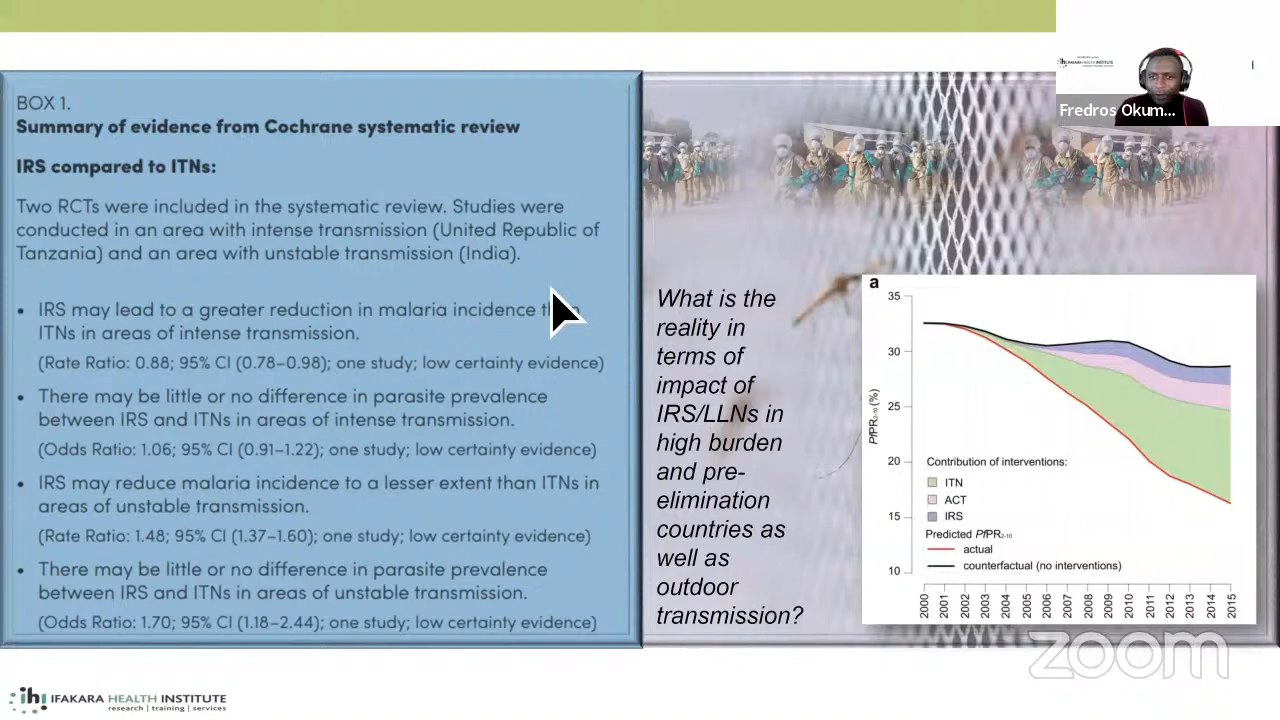 BOX 1.
Summary of evidence from Cochrane systematic review
IRS compared to ITNs:
Two RCTs were included in the systematic review. Studies were
conducted in an area with intense transmission (United Republic of
Tanzania) and an area with unstable transmission (India).
• IRS may lead to a greater reduction in malaria incidence
ITNs in areas of intense transmission.
(Rate Ratio: 0.88; 95% CI (0.78–0.98); one study; low certainty evidence)
• There may be little or no difference in parasite prevalence
between IRS and ITNs in areas of intense transmission.
(Odds Ratio: 1.06; 95% CI (0.91–1.22); one study; low certainty evidence)
• IRS may reduce malaria incidence to a lesser extent than ITNs in
areas of unstable transmission.
(Rate Ratio: 1.48; 95% CI (1.37–1.60); one study; low certainty evidence)
• There may be little or no difference in parasite prevalence
between IRS and ITNs in areas of unstable transmission.
(Odds Ratio: 1.70; 95% CI (1.18–2.44); one study; low certainty evidence)
What is the
reality in
terms of
impact of
IRS/LLNs in
high burden
and pre-
elimination
countries as
well as
outdoor
transmission?
a
35
30
25
20
15
10
PfPR2-10 (%)
Contribution of interventions:
ITN
ACT
IRS
Predicted PfPR2-10
actual
counterfactual (no interventions)
2000 2001 2002 2003 2004 2005 2006 2007 2008 2009 2010 2011 2012 2013 2014 2015
IFAKARA HEALTH INSTITUTE
Fredros Okum...
zoom
ihi IFAKARA HEALTH INSTITUTE
research | training | services